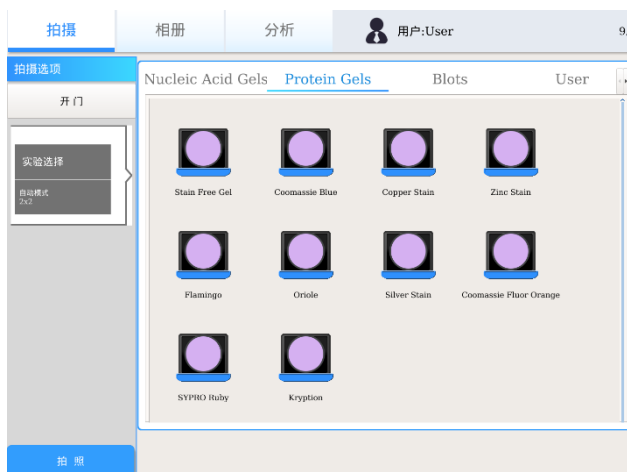 拍摄
相册
分析
用户:User
拍摄选项
开 门
实验选择
自动模式
2x2
拍 照
Nucleic Acid Gels
Protein Gels
Blots
User
Stain Free Gel
Coomassie Blue
Copper Stain
Zinc Stain
Flamingo
Oriole
Silver Stain
Coomassie Fluor Orange
SYPRO Ruby
Kryption